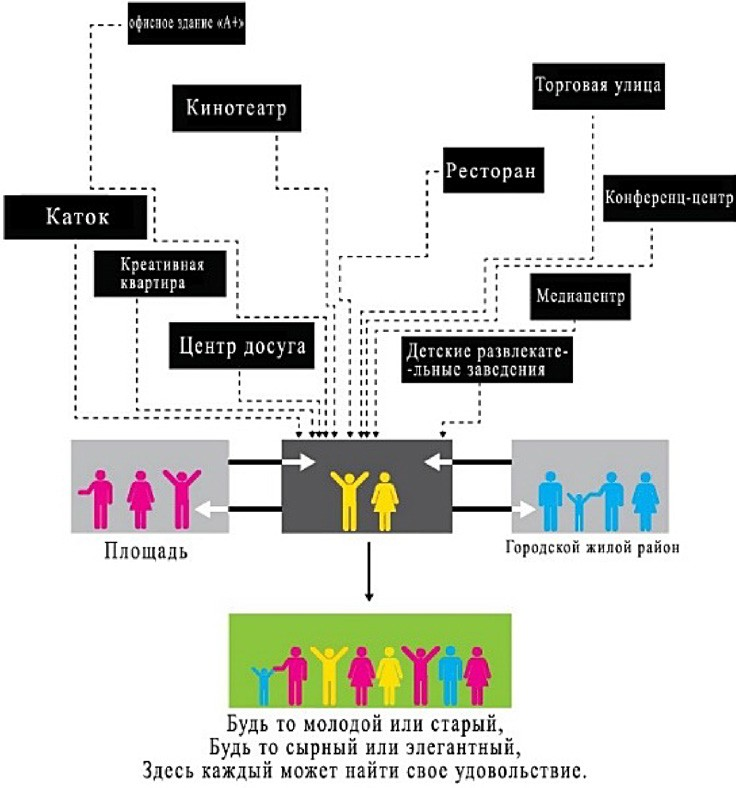 офисное здание «A+»
Кинотеатр
Торговая улица
Ресторан
Конференц-центр
Каток
Креативная
квартира
Медиацентр
Центр досуга
Детские развлекате-
-льные заведения
Площадь
Городской жилой район
Будь то молодой или старый,
Будь то сырный или элегантный,
Здесь каждый может найти свое удовольствие.